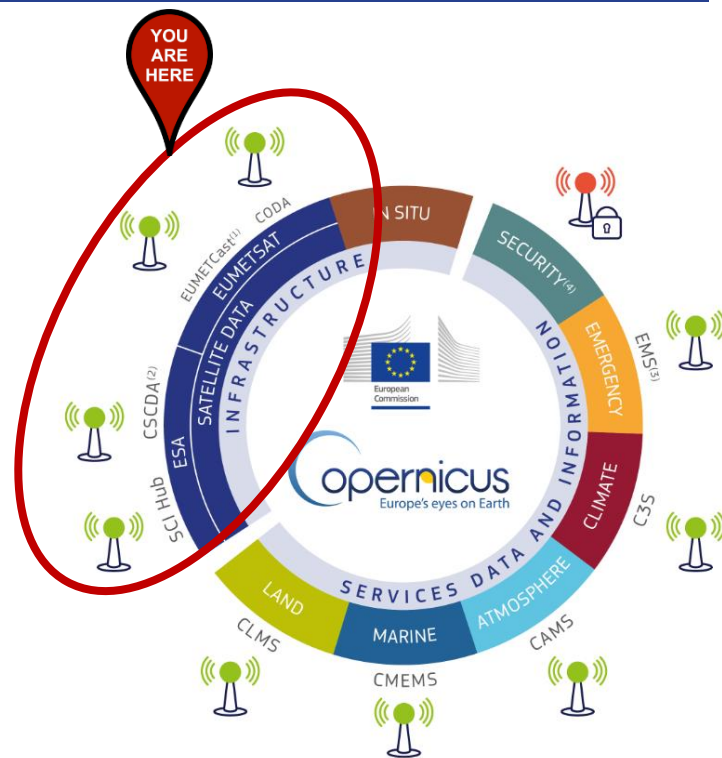 YOU
ARE
HERE
CODA
EUMETCast(1)
EUMETSAT
SATELLITE DATA
ESA
CSCDA(2)
SCI Hub
INFRASTRUCTURE
IN SITU
SECURITY(4)
EMERGENCY
EMS(3)
CLIMATE
C3S
ATMOSPHERE
CAMS
MARINE
CMEMS
LAND
CLMS
SERVICES DATA AND INFORMATION
European
Commission
opernicus
Europe's eyes on Earth